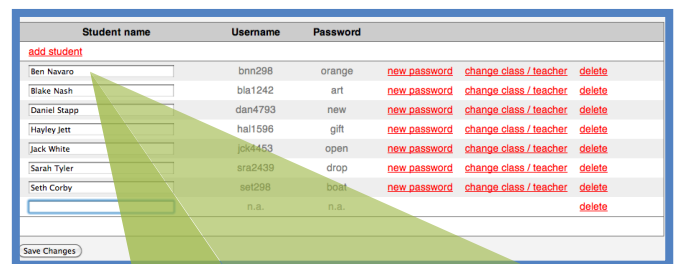 Student name Username Password
add student
Ben Navaro bnn298 orange new password change class / teacher delete
Blake Nash bla1242 art new password change class / teacher delete
Daniel Stapp dan4793 new new password change class / teacher delete
Hayley Jett hal1596 gift new password change class / teacher delete
Jack White jck4453 open new password change class / teacher delete
Sarah Tyler sra2439 drop new password change class / teacher delete
Seth Corby set298 boat new password change class / teacher delete
n.a. n.a. delete
Save Changes